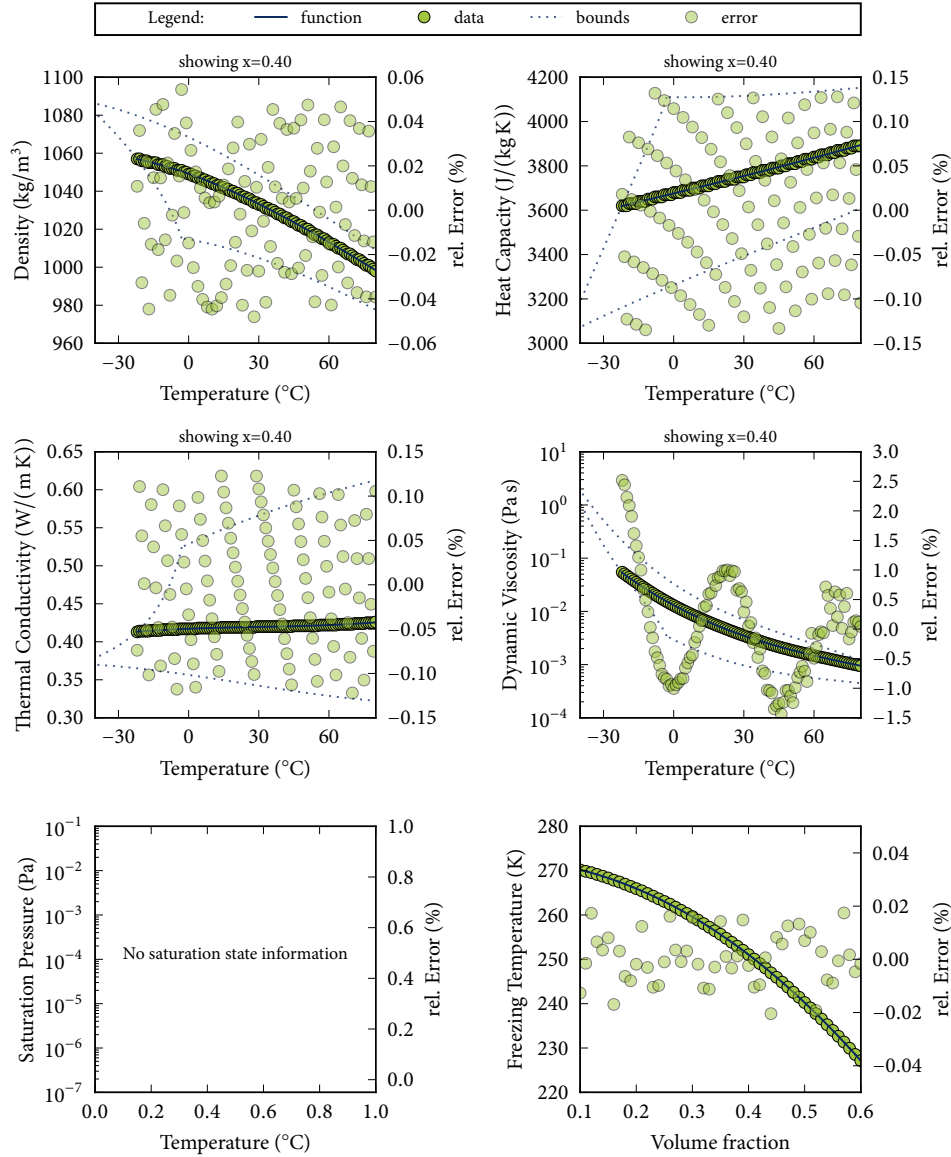 Legend: function data bounds error
showing x=0.40
1100
1080
1060
1040
1020
1000
980
960
Density (kg/m³)
0.06
0.04
0.02
0.00
−0.02
−0.04
−0.06
rel. Error (%)
−30 0 30 60
Temperature (°C)
showing x=0.40
4200
4000
3800
3600
3400
3200
3000
Heat Capacity (J/(kg K))
0.15
0.10
0.05
0.00
−0.05
−0.10
−0.15
rel. Error (%)
−30 0 30 60
Temperature (°C)
showing x=0.40
0.65
0.60
0.55
0.50
0.45
0.40
0.35
0.30
Thermal Conductivity (W/(m K))
0.15
0.10
0.05
0.00
−0.05
−0.10
−0.15
rel. Error (%)
−30 0 30 60
Temperature (°C)
showing x=0.40
10¹
10⁰
10⁻¹
10⁻²
10⁻³
10⁻⁴
Dynamic Viscosity (Pa s)
3.0
2.5
2.0
1.5
1.0
0.5
0.0
−0.5
−1.0
−1.5
rel. Error (%)
−30 0 30 60
Temperature (°C)
10⁻¹
10⁻²
10⁻³
10⁻⁴
10⁻⁵
10⁻⁶
10⁻⁷
Saturation Pressure (Pa)
No saturation state information
1.0
0.8
0.6
0.4
0.2
0.0
rel. Error (%)
0.0 0.2 0.4 0.6 0.8 1.0
Temperature (°C)
280
270
260
250
240
230
220
Freezing Temperature (K)
0.04
0.02
0.00
−0.02
−0.04
rel. Error (%)
0.1 0.2 0.3 0.4 0.5 0.6
Volume fraction